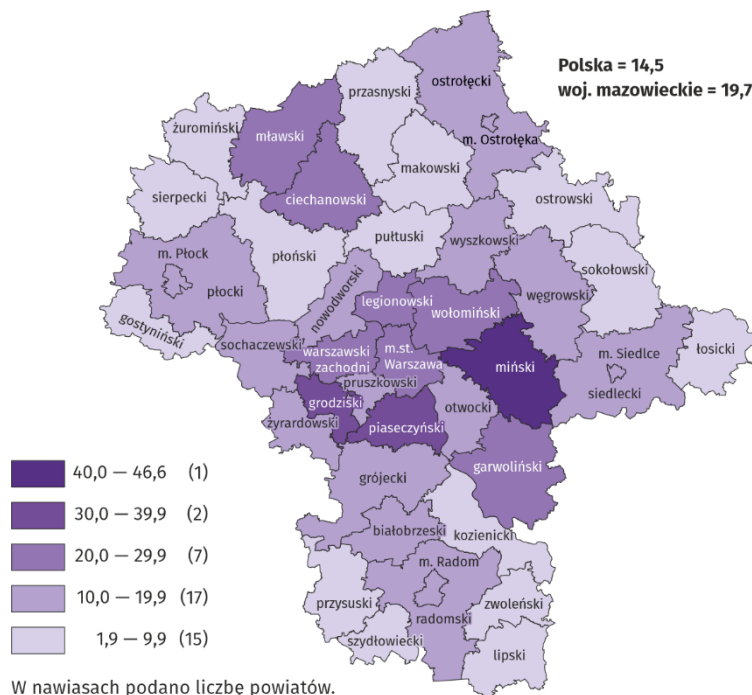 Polska = 14,5
woj. mazowieckie = 19,7
ostrołęcki
przasnyski
żuromiński
mławski
m. Ostrołęka
makowski
sierpecki
ciechanowski
ostrowski
pułtuski
wyszkowski
płoński
m. Płock
sokołowski
nowodworski
legionowski
węgrowski
płocki
wołomiński
gostyniński
sochaczewski
łosicki
warszawski
zachodni
m.st.
Warszawa
m. Siedlce
miński
pruszkowski
siedlecki
grodziski
otwocki
żyrardowski
piaseczyński
garwoliński
grójecki
białobrzeski
kozienicki
m. Radom
przysuski
zwoleński
radomski
szydłowiecki
lipski
40,0 — 46,6 (1)
30,0 — 39,9 (2)
20,0 — 29,9 (7)
10,0 — 19,9 (17)
1,9 — 9,9 (15)
W nawiasach podano liczbę powiatów.